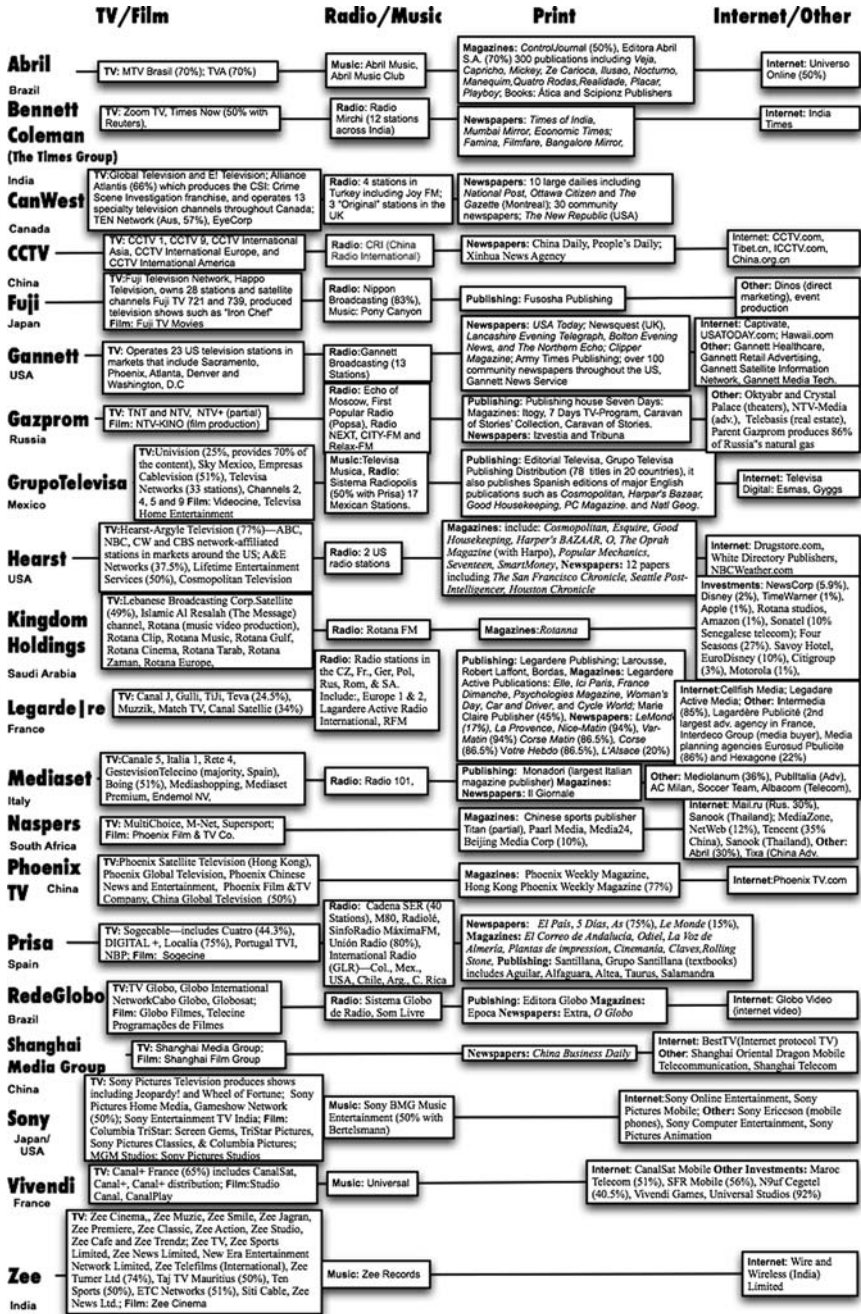 TV/Film Radio/Music Print Internet/Other
Abril
Brazil
TV: MTV Brasil (70%); TVA (70%)
Music: Abril Music,
Abril Music Club
Magazines: ControlJournal (50%), Editora Abril
S.A. (70%) 300 publications including Veja,
Capricho, Mickey, Ze Carioca, Ilusao, Nocturno,
Manequim,Quatro Rodas,Realidade, Placar,
Playboy; Books: Ática and Scipionz Publishers
Internet: Universo
Online (50%)
Bennett
Coleman
(The Times Group)
India
TV: Zoom TV, Times Now (50% with
Reuters),
Radio: Radio
Mirchi (12 stations
across India)
Newspapers: Times of India,
Mumbai Mirror, Economic Times;
Famina, Filmfare, Bangalore Mirror,
Internet: India
Times
CanWest
Canada
TV:Global Television and E! Television; Alliance
Atlantis (66%) which produces the CSI: Crime
Scene Investigation franchise, and operates 13
specialty television channels throughout Canada;
TEN Network (Aus, 57%), EyeCorp
Radio: 4 stations in
Turkey including Joy FM;
3 "Original" stations in the
UK
Newspapers: 10 large dailies including
National Post, Ottawa Citizen and The
Gazette (Montreal); 30 community
newspapers; The New Republic (USA)
CCTV
China
TV: CCTV 1, CCTV 9, CCTV International
Asia, CCTV International Europe, and
CCTV International America
Radio: CRI (China
Radio International)
Newspapers: China Daily, People's Daily;
Xinhua News Agency
Internet: CCTV.com,
Tibet.cn, ICCTV.com,
China.org.cn
Fuji
Japan
TV:Fuji Television Network, Happo
Television, owns 28 stations and satellite
channels Fuji TV 721 and 739, produced
television shows such as "Iron Chef"
Film: Fuji TV Movies
Radio: Nippon
Broadcasting (83%),
Music: Pony Canyon
Publishing: Fusosha Publishing
Other: Dinos (direct
marketing), event
production
Gannett
USA
TV: Operates 23 US television stations in
markets that include Sacramento,
Phoenix, Atlanta, Denver and
Washington, D.C
Radio:Gannett
Broadcasting (13
Stations)
Newspapers: USA Today; Newsquest (UK),
Lancashire Evening Telegraph, Bolton Evening
News, and The Northern Echo; Clipper
Magazine; Army Times Publishing; over 100
community newspapers throughout the US,
Gannett News Service
Internet: Captivate,
USATODAY.com; Hawaii.com
Other: Gannett Healthcare,
Gannett Retail Advertising,
Gannett Satellite Information
Network, Gannett Media Tech.
Gazprom
Russia
TV: TNT and NTV, NTV+ (partial)
Film: NTV-KINO (film production)
Radio: Echo of
Moscow, First
Popular Radio
(Popsa), Radio
NEXT, CITY-FM and
Relax-FM
Publishing: Publishing house Seven Days:
Magazines: Itogy, 7 Days TV-Program, Caravan
of Stories' Collection, Caravan of Stories.
Newspapers: Izvestia and Tribuna
Other: Oktyabr and Crystal
Palace (theaters), NTV-Media
(adv.), Telebasis (real estate),
Parent Gazprom produces 86%
of Russia"s natural gas
GrupoTelevisa
Mexico
TV:Univision (25%, provides 70% of
the content), Sky Mexico, Empresas
Cablevision (51%), Televisa
Networks (33 stations), Channels 2,
4, 5 and 9 Film: Videocine, Televisa
Home Entertainment
Music:Televisa
Musica, Radio:
Sistema Radiopolis
(50% with Prisa) 17
Mexican Stations.
Publishing: Editorial Televisa, Grupo Televisa
Publishing Distribution (78 titles in 20 countries), it
also publishes Spanish editions of major English
publications such as Cosmopolitan, Harper's Bazaar,
Good Housekeeping, PC Magazine. and Natl Geog.
Internet: Televisa
Digital: Esmas, Gyggs
Hearst
USA
TV:Hearst-Argyle Television (77%)—ABC,
NBC, CW and CBS network-affiliated
stations in markets around the US; A&E
Networks (37.5%), Lifetime Entertainment
Services (50%), Cosmopolitan Television
Radio: 2 US
radio stations
Magazines: include: Cosmopolitan, Esquire, Good
Housekeeping, Harper's BAZAAR, O, The Oprah
Magazine (with Harpo), Popular Mechanics,
Seventeen, SmartMoney, Newspapers: 12 papers
including The San Francisco Chronicle, Seattle Post-
Intelligencer, Houston Chronicle
Internet: Drugstore.com,
White Directory Publishers,
NBCWeather.com
Kingdom
Holdings
Saudi Arabia
TV:Lebanese Broadcasting Corp.Satellite
(49%), Islamic Al Resalah (The Message)
channel, Rotana (music video production),
Rotana Clip, Rotana Music, Rotana Gulf,
Rotana Cinema, Rotana Tarab, Rotana
Zaman, Rotana Europe,
Radio: Rotana FM
Magazines:Rotanna
Investments: NewsCorp (5.9%),
Disney (2%), TimeWarner (1%),
Apple (1%), Rotana studios,
Amazon (1%), Sonatel (10%
Senegalese telecom); Four
Seasons (27%). Savoy Hotel,
EuroDisney (10%), Citigroup
(3%), Motorola (1%),
Legarde|re
France
TV: Canal J, Gulli, TiJi, Teva (24.5%),
Muzzik, Match TV, Canal Satellie (34%)
Radio: Radio stations in
the CZ, Fr., Ger, Pol,
Rus, Rom, & SA.
Include:, Europe 1 & 2,
Lagardere Active Radio
International, RFM
Publishing: Legardere Publishing; Larousse,
Robert Laffont, Bordas, Magazines: Legardere
Active Publications: Elle, Ici Paris, France
Dimanche, Psychologies Magazine, Woman's
Day, Car and Driver, and Cycle World; Marie
Claire Publisher (45%), Newspapers: LeMond
(17%), La Provence, Nice-Matin (94%), Var-
Matin (94%) Corse Matin (86.5%), Corse
(86.5%) Votre Hebdo (86.5%), L'Alsace (20%)
Internet:Cellfish Media; Legadare
Active Media; Other: Intermedia
(85%), Lagardère Publicité (2nd
largest adv. agency in France,
Interdeco Group (media buyer), Media
planning agencies Eurosud Pbulicite
(86%) and Hexagone (22%)
Mediaset
Italy
TV:Canale 5, Italia 1, Rete 4,
GestevisionTelecino (majority, Spain),
Boing (51%), Mediashopping, Mediaset
Premium, Endemol NV,
Radio: Radio 101,
Publishing: Monadori (largest Italian
magazine publisher) Magazines:
Newspapers: Il Giornale
Other: Mediolanum (36%), PublItalia (Adv),
AC Milan, Soccer Team, Albacom (Telecom),
Naspers
South Africa
TV: MultiChoice, M-Net, Supersport;
Film: Phoenix Film & TV Co.
Magazines: Chinese sports publisher
Titan (partial), Paarl Media, Media24,
Beijing Media Corp (10%),
Internet: Mail.ru (Rus. 30%),
Sanook (Thailand); MediaZone,
NetWeb (12%), Tencent (35%
China), Sanook (Thailand), Other:
Abril (30%), Tixa (China Adv.
Phoenix
TV China
TV:Phoenix Satellite Television (Hong Kong),
Phoenix Global Television, Phoenix Chinese
News and Entertainment, Phoenix Film &TV
Company, China Global Television (50%)
Magazines: Phoenix Weekly Magazine,
Hong Kong Phoenix Weekly Magazine (77%)
Internet:Phoenix TV.com
Prisa
Spain
TV: Sogecable—includes Cuatro (44.3%),
DIGITAL +, Localia (75%), Portugal TVI,
NBP; Film: Sogecine
Radio: Cadena SER (40
Stations), M80, Radiolé,
SinfoRadio MáximaFM,
Unión Radio (80%),
International Radio
(GLR)—Col., Mex.,
USA, Chile, Arg., C. Rica
Newspapers: El País, 5 Días, As (75%), Le Monde (15%),
Magazines: El Correo de Andalucía, Odiel, La Voz de
Almería, Plantas de impresion, Cinemanía, Claves,Rolling
Stone, Publishing: Santillana, Grupo Santillana (textbooks)
includes Aguilar, Alfaguara, Altea, Taurus, Salamandra
RedeGlobo
Brazil
TV:TV Globo, Globo International
NetworkCabo Globo, Globosat;
Film: Globo Filmes, Telecine
Programações de Filmes
Radio: Sistema Globo
de Radio, Som Livre
Publishing: Editora Globo Magazines:
Epoca Newspapers: Extra, O Globo
Internet: Globo Video
(internet video)
Shanghai
Media Group
China
TV: Shanghai Media Group;
Film: Shanghai Film Group
Newspapers: China Business Daily
Internet: BestTV(Internet protocol TV)
Other: Shanghai Oriental Dragon Mobile
Telecommunication, Shanghai Telecom
Sony
Japan/
USA
TV: Sony Pictures Television produces shows
including Jeopardy! and Wheel of Fortune; Sony
Pictures Home Media, Gameshow Network
(50%); Sony Entertainment TV India; Film:
Columbia TriStar: Screen Gems, TriStar Pictures,
Sony Pictures Classics, & Columbia Pictures;
MGM Studios; Sony Pictures Studios
Music: Sony BMG Music
Entertainment (50% with
Bertelsmann)
Internet:Sony Online Entertainment, Sony
Pictures Mobile; Other: Sony Ericson (mobile
phones), Sony Computer Entertainment, Sony
Pictures Animation
Vivendi
France
TV: Canal+ France (65%) includes CanalSat,
Canal+, Canal+ distribution; Film:Studio
Canal, CanalPlay
Music: Universal
Internet: CanalSat Mobile Other Investments: Maroc
Telecom (51%), SFR Mobile (56%), N9uf Cegetel
(40.5%), Vivendi Games, Universal Studios (92%)
Zee
India
TV: Zee Cinema,, Zee Muzic, Zee Smile, Zee Jagran,
Zee Premiere, Zee Classic, Zee Action, Zee Studio,
Zee Cafe and Zee Trendz; Zee TV, Zee Sports
Limited, Zee News Limited, New Era Entertainment
Network Limited, Zee Telefilms (International), Zee
Turner Ltd (74%), Taj TV Mauritius (50%), Ten
Sports (50%), ETC Networks (51%), Siti Cable, Zee
News Ltd.; Film: Zee Cinema
Music: Zee Records
Internet: Wire and
Wireless (India)
Limited